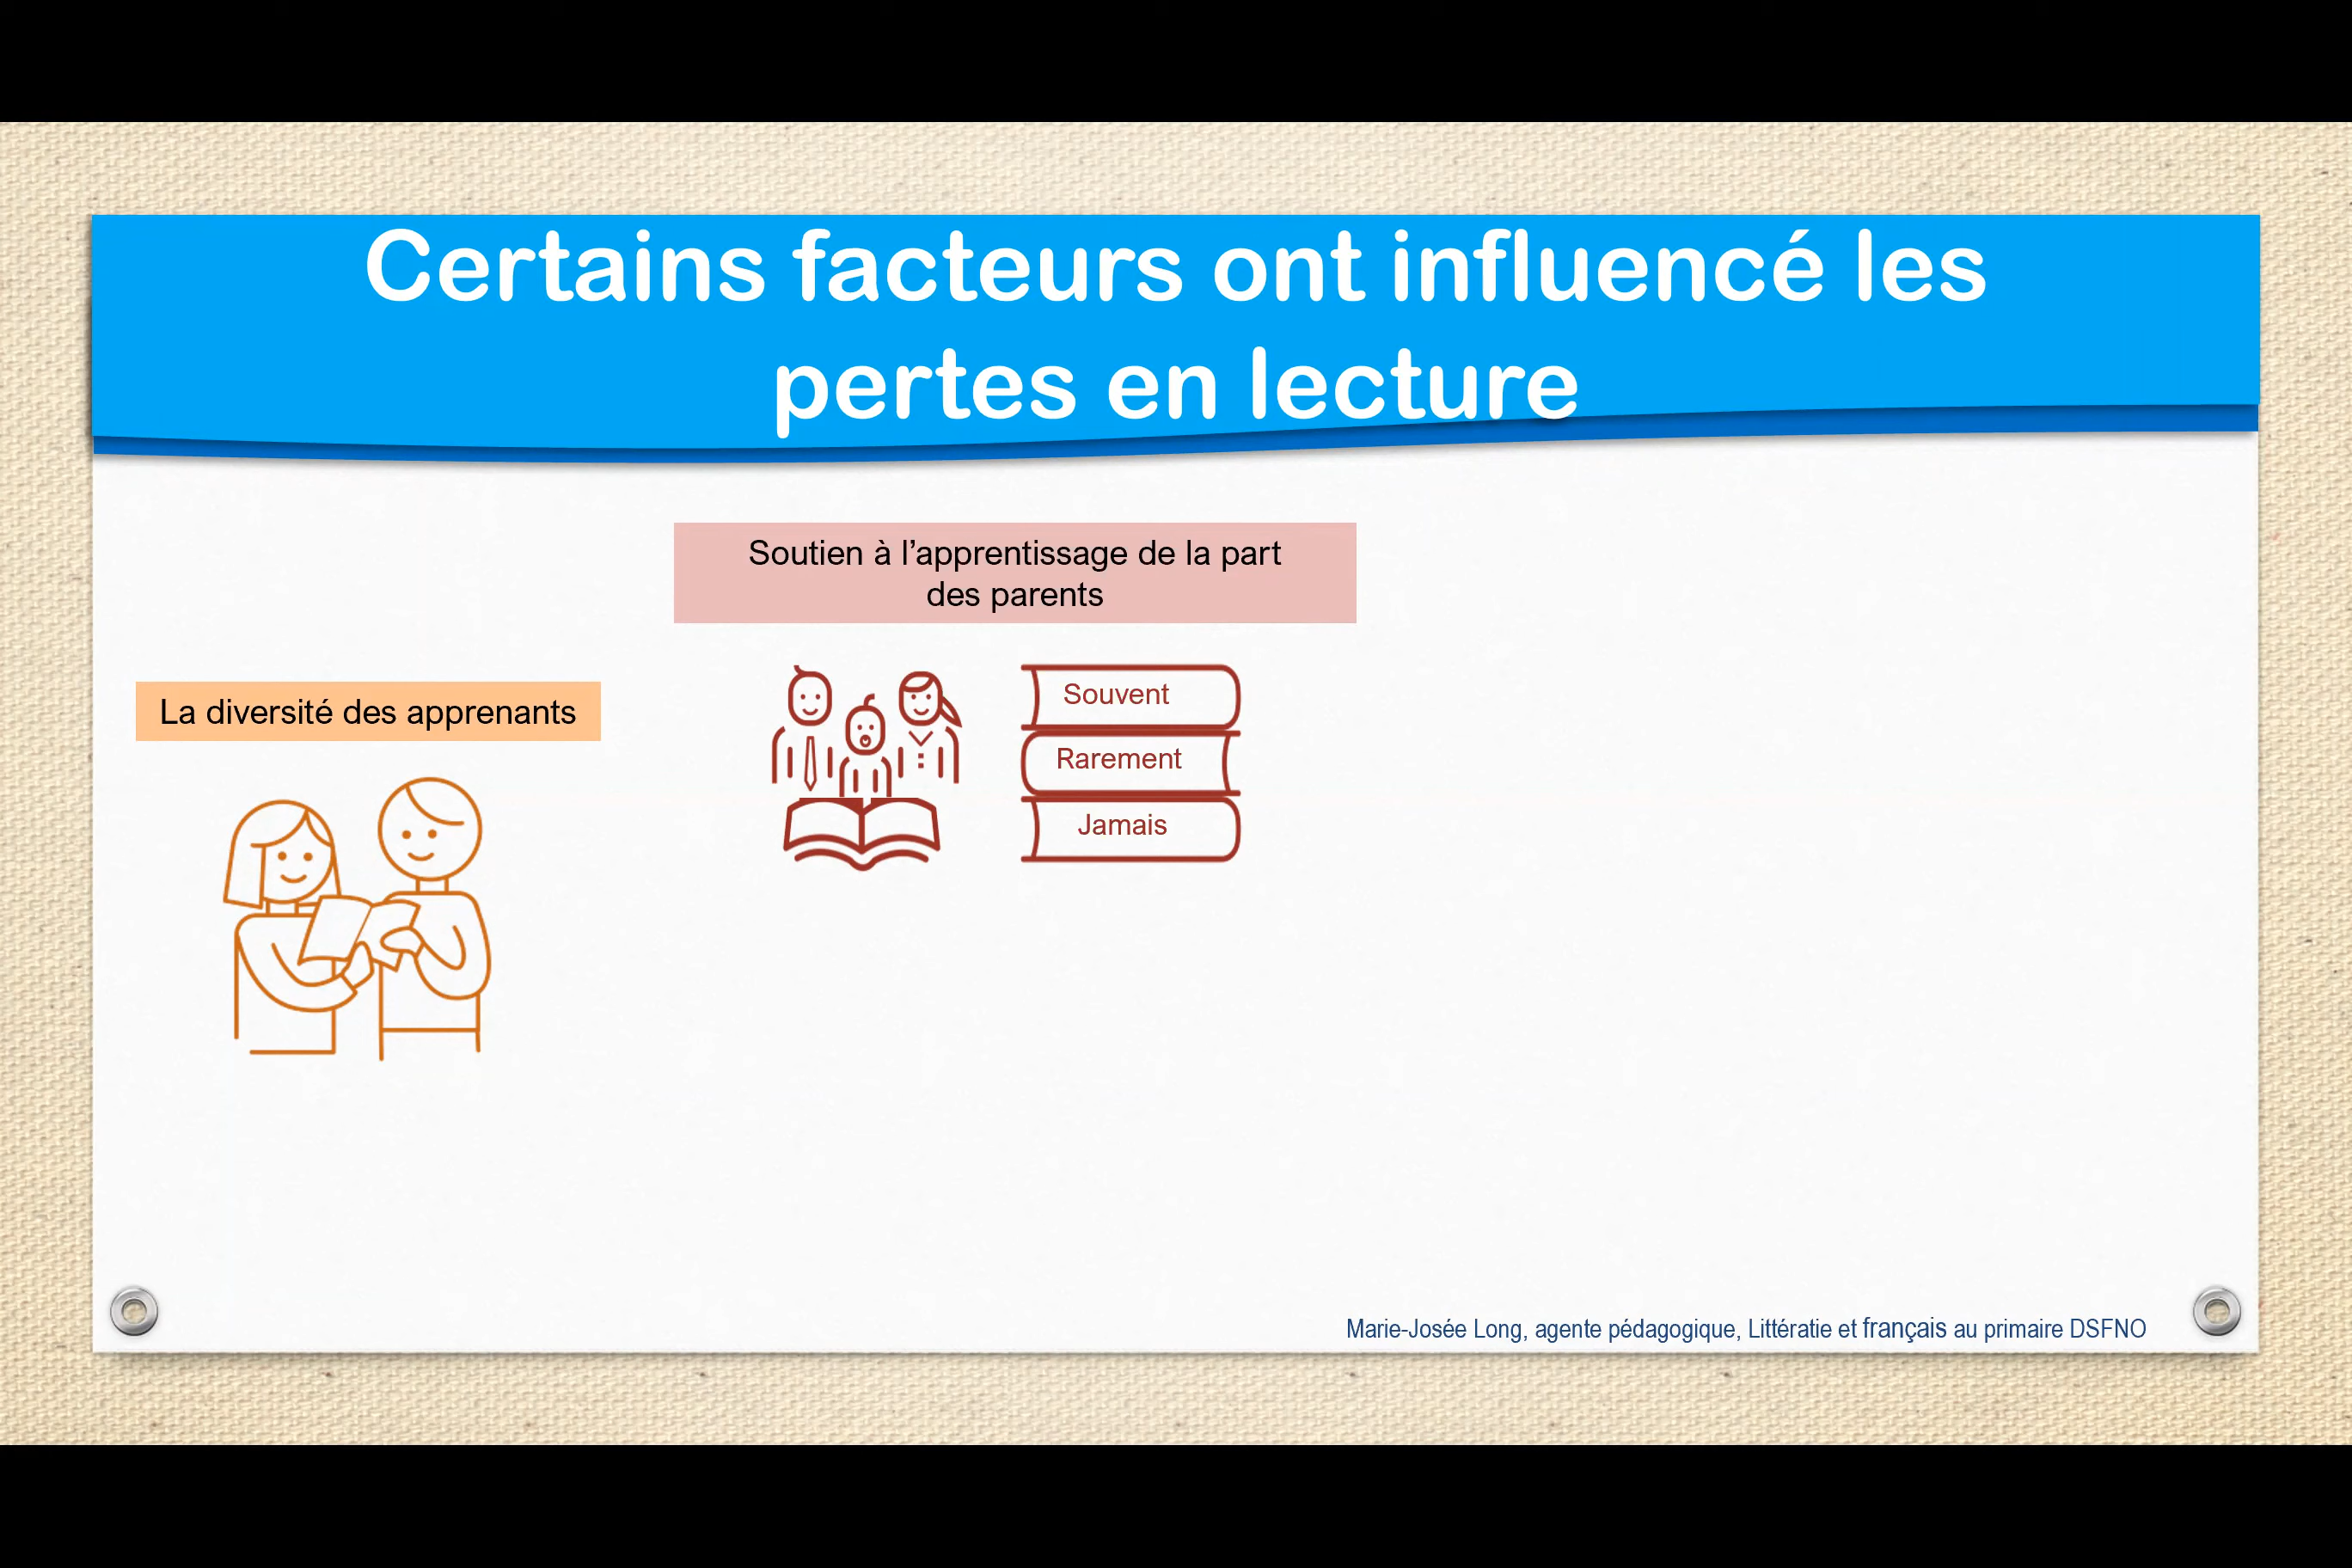 Certains facteurs ont influencé les
pertes en lecture
Soutien à l’apprentissage de la part
des parents
La diversité des apprenants
Souvent
Rarement
Jamais
Marie-Josée Long, agente pédagogique, Littératie et français au primaire DSFNO